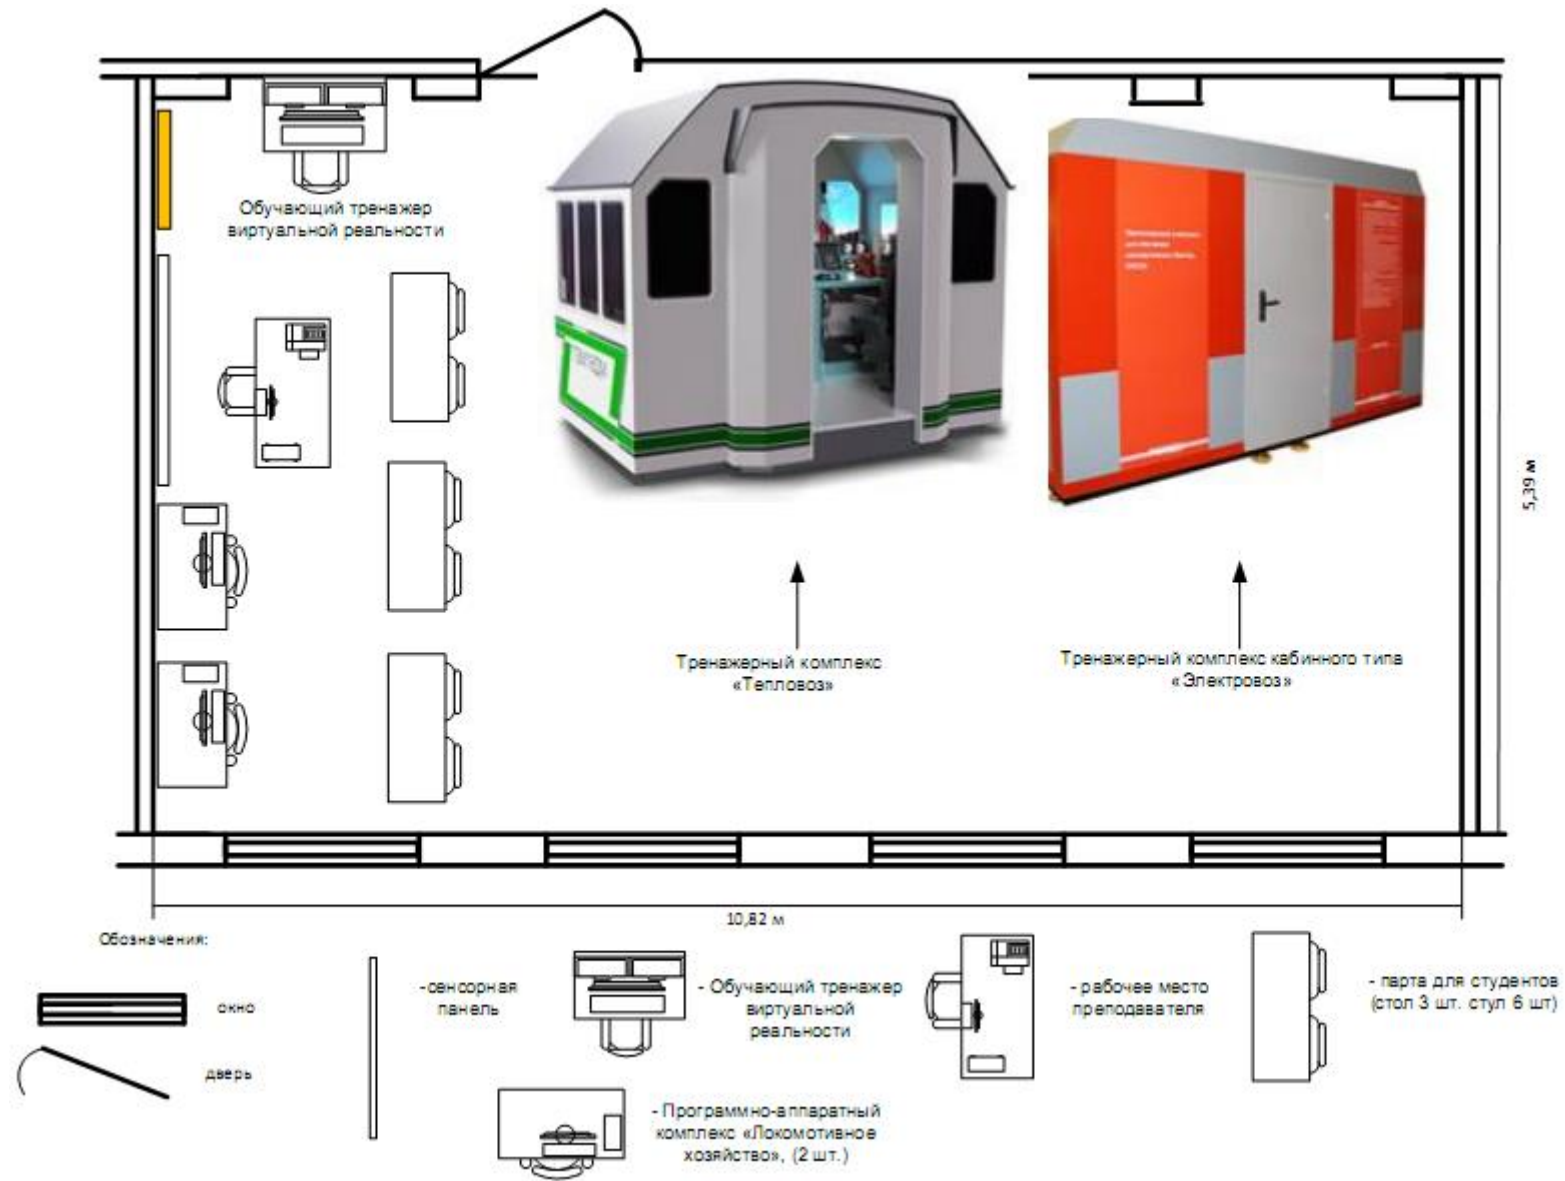 Обучающий тренажер
виртуальной реальности
5,39 м
Тренажерный комплекс
«Тепловоз»
Тренажерный комплекс кабинного типа
«Электровоз»
10,82 м
Обозначения:
окно
дверь
-сенсорная
панель
- Обучающий тренажер
виртуальной
реальности
- рабочее место
преподавателя
- парта для студентов
(стол 3 шт. стул 6 шт)
- Программно-аппаратный
комплекс «Локомотивное
хозяйство», (2 шт.)